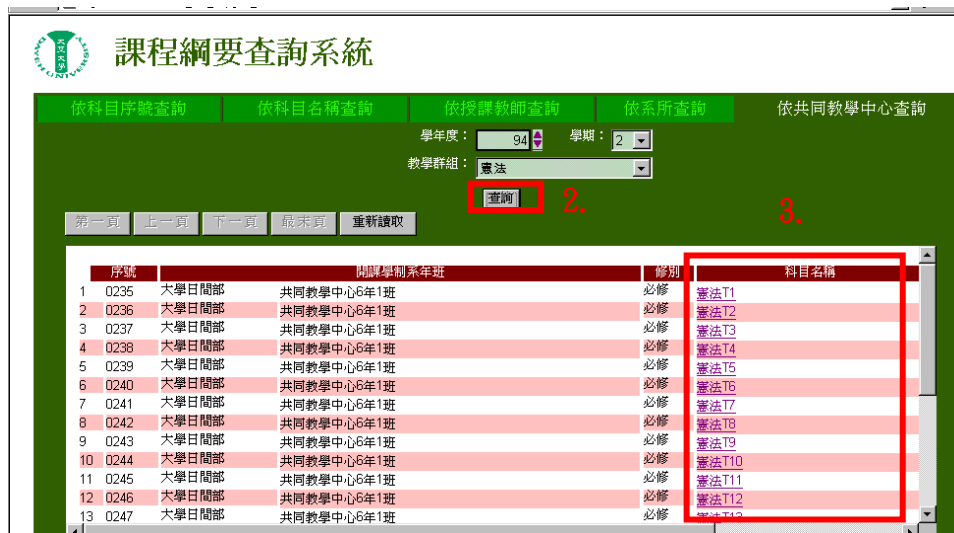 課程綱要查詢系統
依科目序號查詢 依科目名稱查詢 依授課教師查詢 依系所查詢 依共同教學中心查詢
學年度： 94 學期： 2
教學群組： 憲法
查詢 2.
3.
第一頁 上一頁 下一頁 最末頁 重新讀取
序號 開課學制系年班 修別 科目名稱
1 0235 大學日間部 共同教學中心6年1班 必修 憲法T1
2 0236 大學日間部 共同教學中心6年1班 必修 憲法T2
3 0237 大學日間部 共同教學中心6年1班 必修 憲法T3
4 0238 大學日間部 共同教學中心6年1班 必修 憲法T4
5 0239 大學日間部 共同教學中心6年1班 必修 憲法T5
6 0240 大學日間部 共同教學中心6年1班 必修 憲法T6
7 0241 大學日間部 共同教學中心6年1班 必修 憲法T7
8 0242 大學日間部 共同教學中心6年1班 必修 憲法T8
9 0243 大學日間部 共同教學中心6年1班 必修 憲法T9
10 0244 大學日間部 共同教學中心6年1班 必修 憲法T10
11 0245 大學日間部 共同教學中心6年1班 必修 憲法T11
12 0246 大學日間部 共同教學中心6年1班 必修 憲法T12
13 0247 大學日間部 共同教學中心6年1班 必修 憲法T13